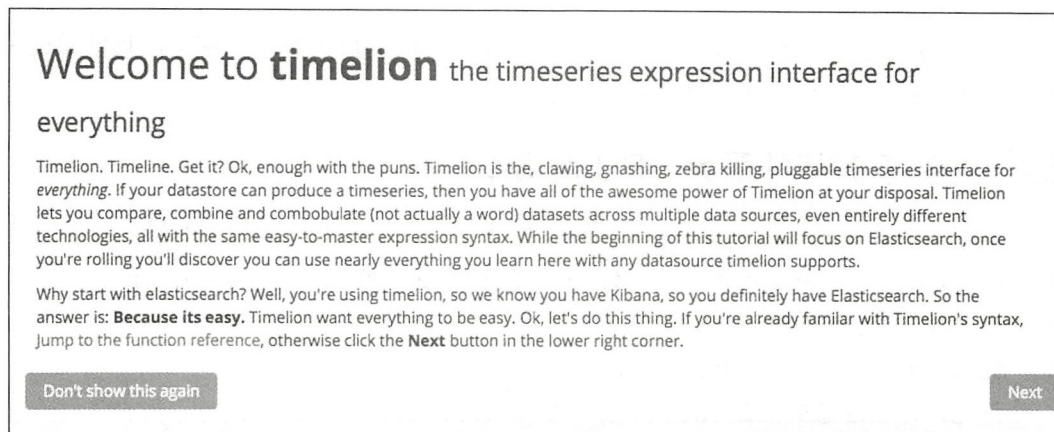 Welcome to timelion the timeseries expression interface for
everything
Timelion. Timeline. Get it? Ok, enough with the puns. Timelion is the, clawing, gnashing, zebra killing, pluggable timeseries interface for
everything. If your datastore can produce a timeseries, then you have all of the awesome power of Timelion at your disposal. Timelion
lets you compare, combine and combobulate (not actually a word) datasets across multiple data sources, even entirely different
technologies, all with the same easy-to-master expression syntax. While the beginning of this tutorial will focus on Elasticsearch, once
you're rolling you'll discover you can use nearly everything you learn here with any datasource timelion supports.
Why start with elasticsearch? Well, you're using timelion, so we know you have Kibana, so you definitely have Elasticsearch. So the
answer is: Because its easy. Timelion want everything to be easy. Ok, let's do this thing. If you're already familar with Timelion's syntax,
Jump to the function reference, otherwise click the Next button in the lower right corner.
Don't show this again
Next